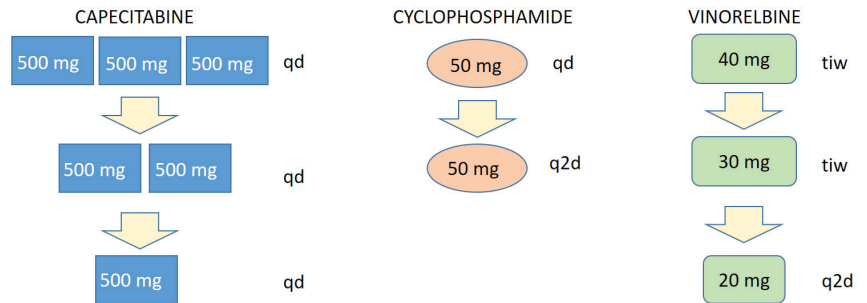 CAPECITABINE CYCLOPHOSPHAMIDE VINORELBINE
500 mg 500 mg 500 mg qd 50 mg qd 40 mg tiw
500 mg 500 mg qd 50 mg q2d 30 mg tiw
500 mg qd 20 mg q2d